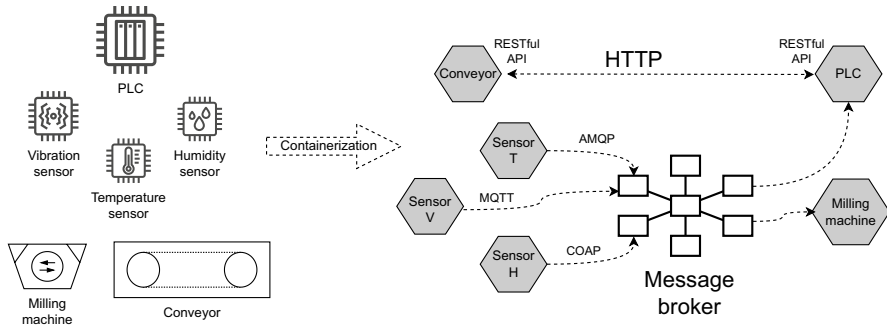 PLC
Vibration
sensor
Humidity
sensor
Temperature
sensor
Milling
machine
Conveyor
Containerization
RESTful
API
Conveyor
HTTP
RESTful
API
PLC
Sensor
T
AMQP
Sensor
V
MQTT
Sensor
H
COAP
Milling
machine
Message
broker